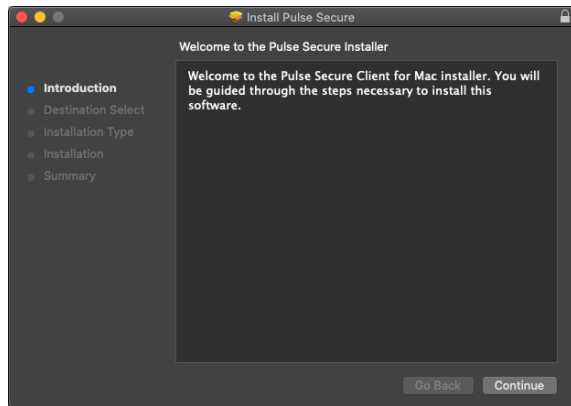 Install Pulse Secure
Welcome to the Pulse Secure Installer
Introduction
Destination Select
Installation Type
Installation
Summary
Welcome to the Pulse Secure Client for Mac installer. You will
be guided through the steps necessary to install this
software.
Go Back
Continue